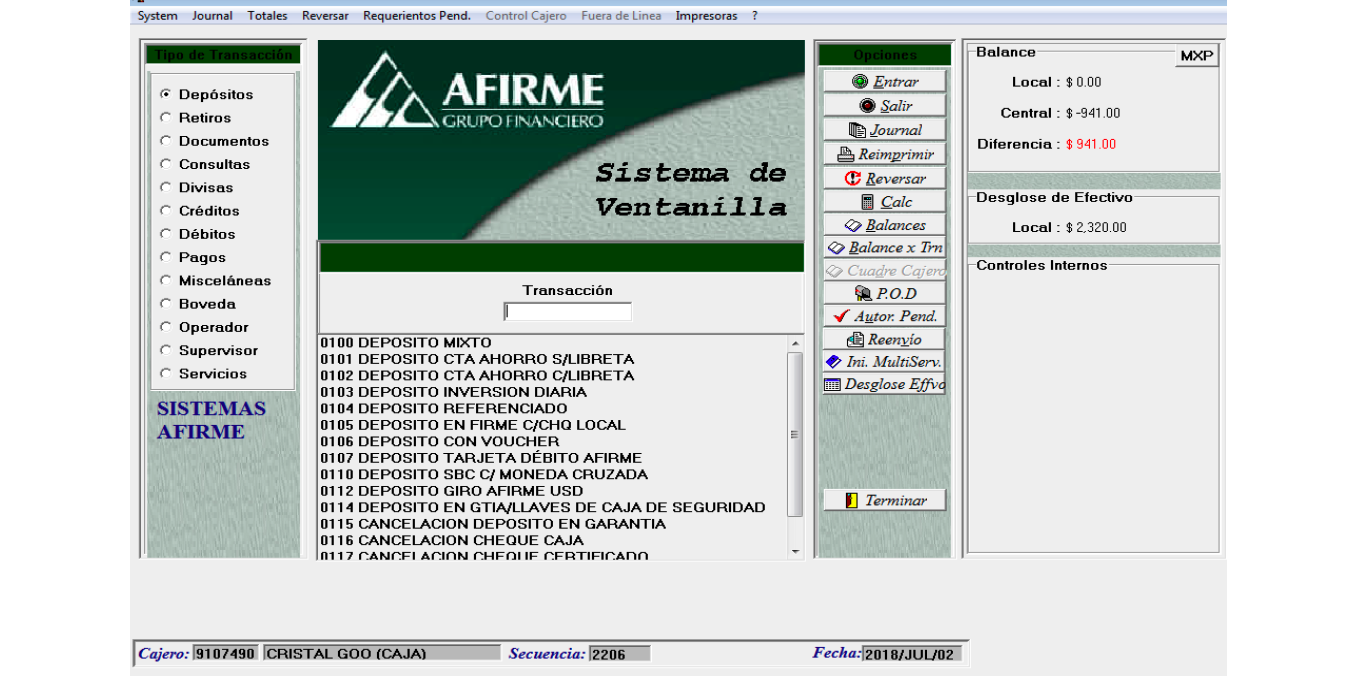 System Journal Totales Reversar Requerientos Pend. Control Cajero Fuera de Linea Impresoras ?
Tipo de Transacción
Depósitos
Retiros
Documentos
Consultas
Divisas
Créditos
Débitos
Pagos
Misceláneas
Boveda
Operador
Supervisor
Servicios
SISTEMAS
AFIRME
AFIRME
GRUPO FINANCIERO
Sistema de
Ventanilla
Transacción
0100 DEPOSITO MIXTO
0101 DEPOSITO CTA AHORRO S/LIBRETA
0102 DEPOSITO CTA AHORRO C/LIBRETA
0103 DEPOSITO INVERSION DIARIA
0104 DEPOSITO REFERENCIADO
0105 DEPOSITO EN FIRME C/CHQ LOCAL
0106 DEPOSITO CON VOUCHER
0107 DEPOSITO TARJETA DÉBITO AFIRME
0110 DEPOSITO SBC C/ MONEDA CRUZADA
0112 DEPOSITO GIRO AFIRME USD
0114 DEPOSITO EN GTIA/LLAVES DE CAJA DE SEGURIDAD
0115 CANCELACION DEPOSITO EN GARANTIA
0116 CANCELACION CHEQUE CAJA
0117 CANCELACION CHEQUE CERTIFICADO
Opciones
Entrar
Salir
Journal
Reimprimir
Reversar
Calc
Balances
Balance x Trn
Cuadre Cajero
P.O.D
Autor. Pend.
Reenvío
Ini. MultiServ.
Desglose Effvo
Terminar
Balance
MXP
Local : $ 0.00
Central : $ -941.00
Diferencia : $ 941.00
Desglose de Efectivo
Local : $ 2,320.00
Controles Internos
Cajero: 9107490 CRISTAL GOO (CAJA) Secuencia: 2206 Fecha: 2018/JUL/02